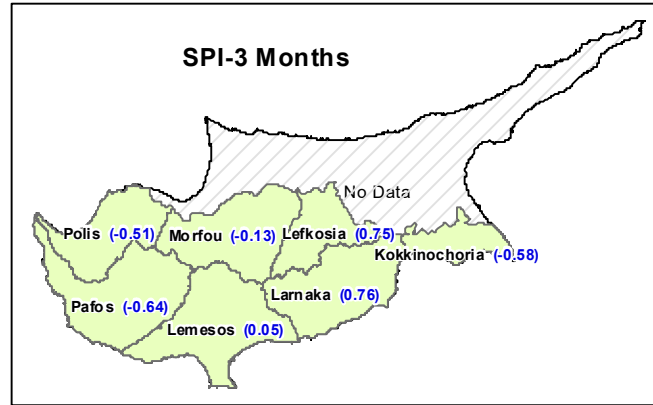 SPI-3 Months
No Data
Polis (-0.51) Morfou (-0.13) Lefkosia (0.75)
Kokkinochoria (-0.58)
Pafos (-0.64) Larnaka (0.76)
Lemesos (0.05)